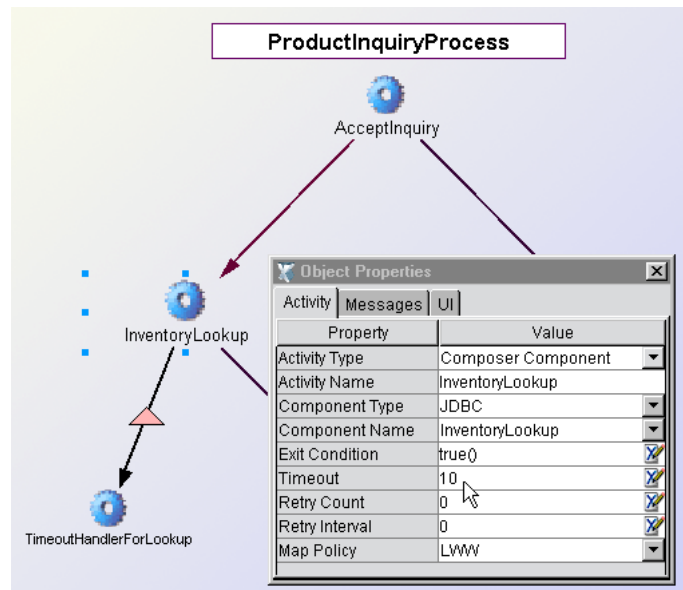 ProductInquiryProcess
AcceptInquiry
InventoryLookup
TimeoutHandlerForLookup
Object Properties
Activity Messages UI
Property Value
Activity Type Composer Component
Activity Name InventoryLookup
Component Type JDBC
Component Name InventoryLookup
Exit Condition true()
Timeout 10
Retry Count 0
Retry Interval 0
Map Policy LWW